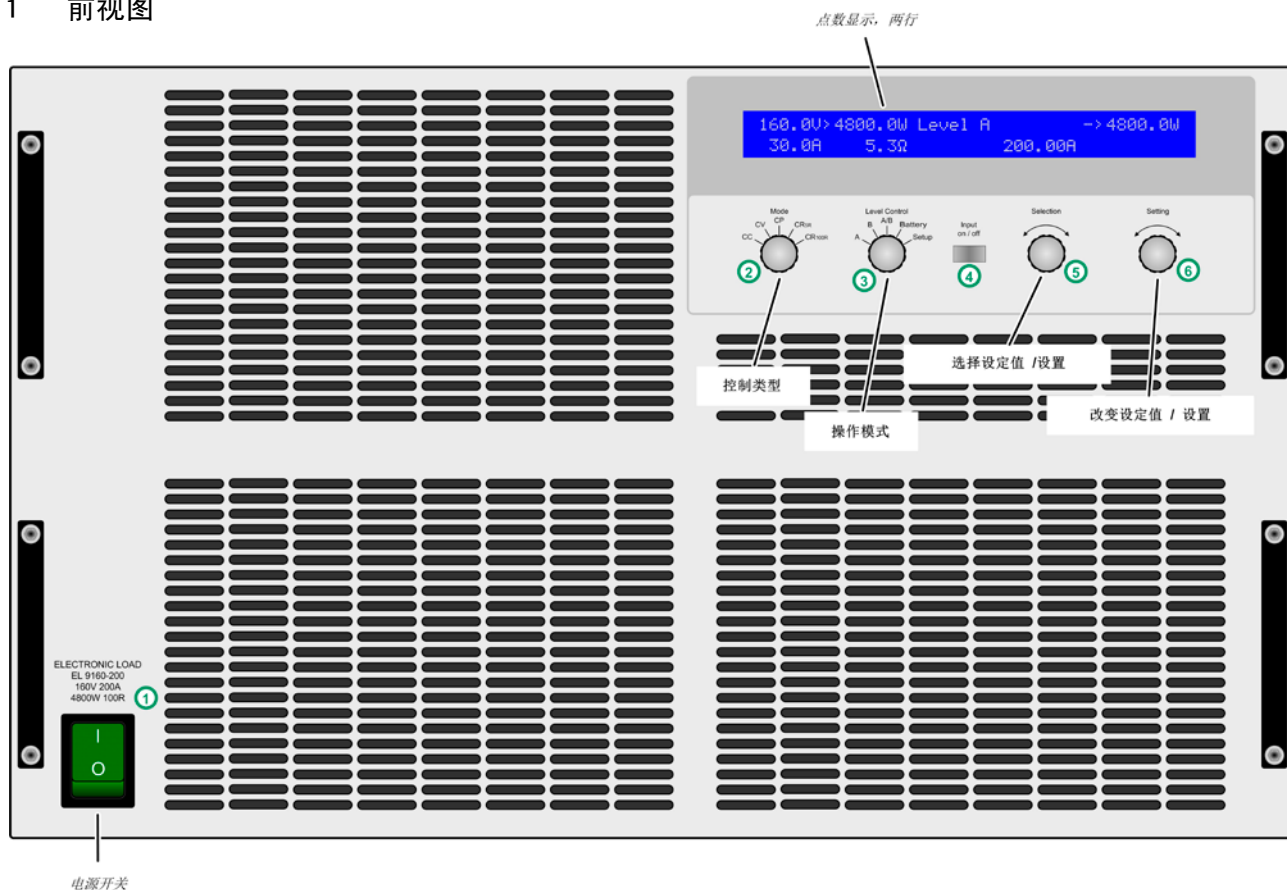 1 前视图
点数显示，两行
160.0V>4800.0W Level A ->4800.0W
30.0A 5.3Ω 200.00A
Mode
CC CV CP CR10R CR100R
Level Control
A B A/B Battery Setup
Input
on / off
Selection
Setting
2
3
4
5
6
控制类型
操作模式
选择设定值 /设置
改变设定值 / 设置
ELECTRONIC LOAD
EL 9160-200
160V 200A
4800W 100R
1
I
O
电源开关